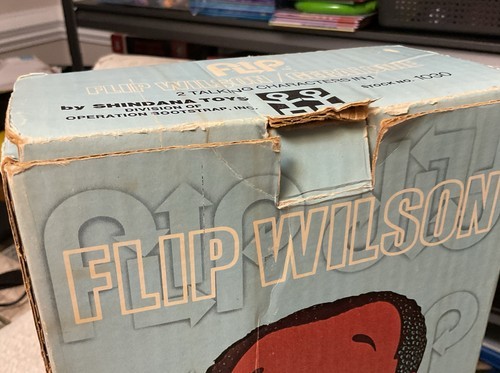 FLIP
FLIP WILSON/
2 TALKING CHARACTERS IN 1
by SHINDANA TOYS
STOCK NO. 1030
DIVISION OF
OPERATION BOOTSTRAP, INC.
FLIP WILSON